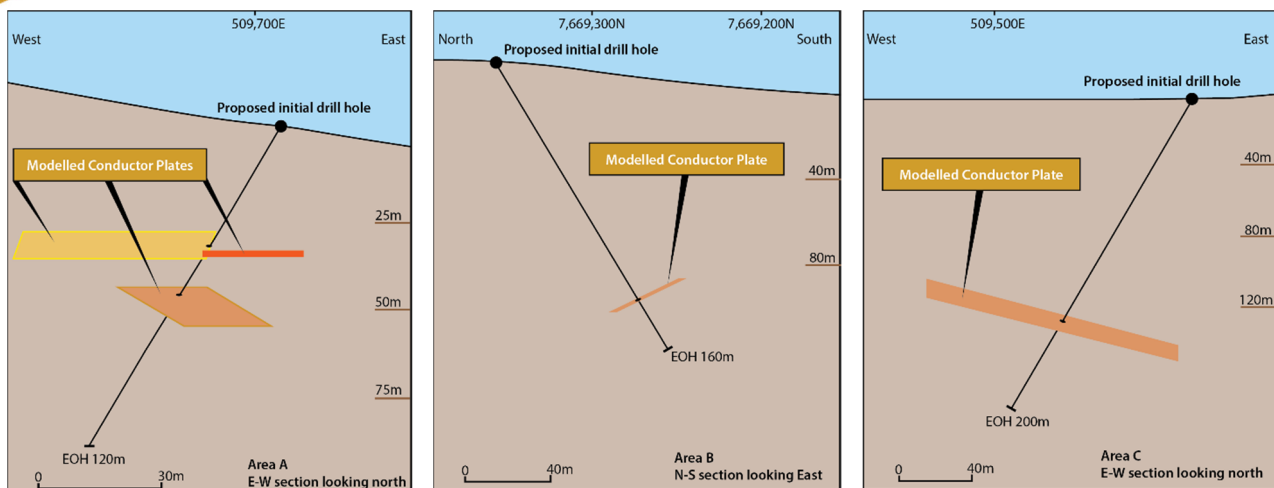 509,700E
West
East
Proposed initial drill hole
Modelled Conductor Plates
25m
50m
75m
EOH 120m
0
30m
Area A
E-W section looking north
7,669,300N
7,669,200N
North
South
Proposed initial drill hole
Modelled Conductor Plate
40m
80m
EOH 160m
0
40m
Area B
N-S section looking East
509,500E
West
East
Proposed initial drill hole
Modelled Conductor Plate
40m
80m
120m
EOH 200m
0
40m
Area C
E-W section looking north